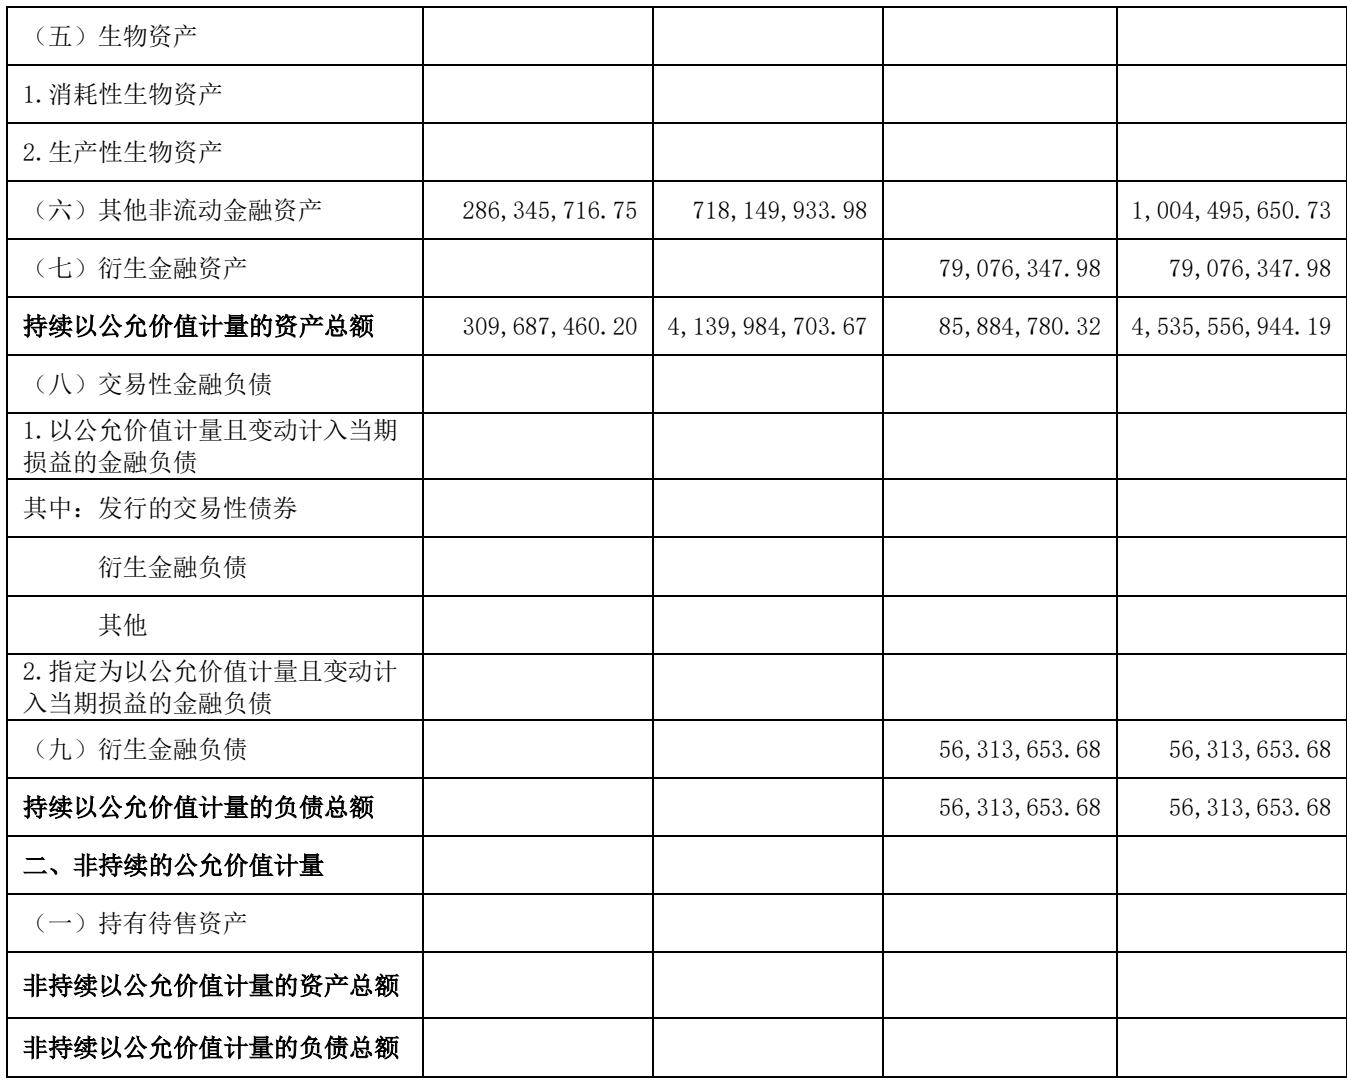 （五）生物资产
1.消耗性生物资产
2.生产性生物资产
（六）其他非流动金融资产 286,345,716.75 718,149,933.98 1,004,495,650.73
（七）衍生金融资产 79,076,347.98 79,076,347.98
持续以公允价值计量的资产总额 309,687,460.20 4,139,984,703.67 85,884,780.32 4,535,556,944.19
（八）交易性金融负债
1.以公允价值计量且变动计入当期
损益的金融负债
其中：发行的交易性债券
衍生金融负债
其他
2.指定为以公允价值计量且变动计
入当期损益的金融负债
（九）衍生金融负债 56,313,653.68 56,313,653.68
持续以公允价值计量的负债总额 56,313,653.68 56,313,653.68
二、非持续的公允价值计量
（一）持有待售资产
非持续以公允价值计量的资产总额
非持续以公允价值计量的负债总额